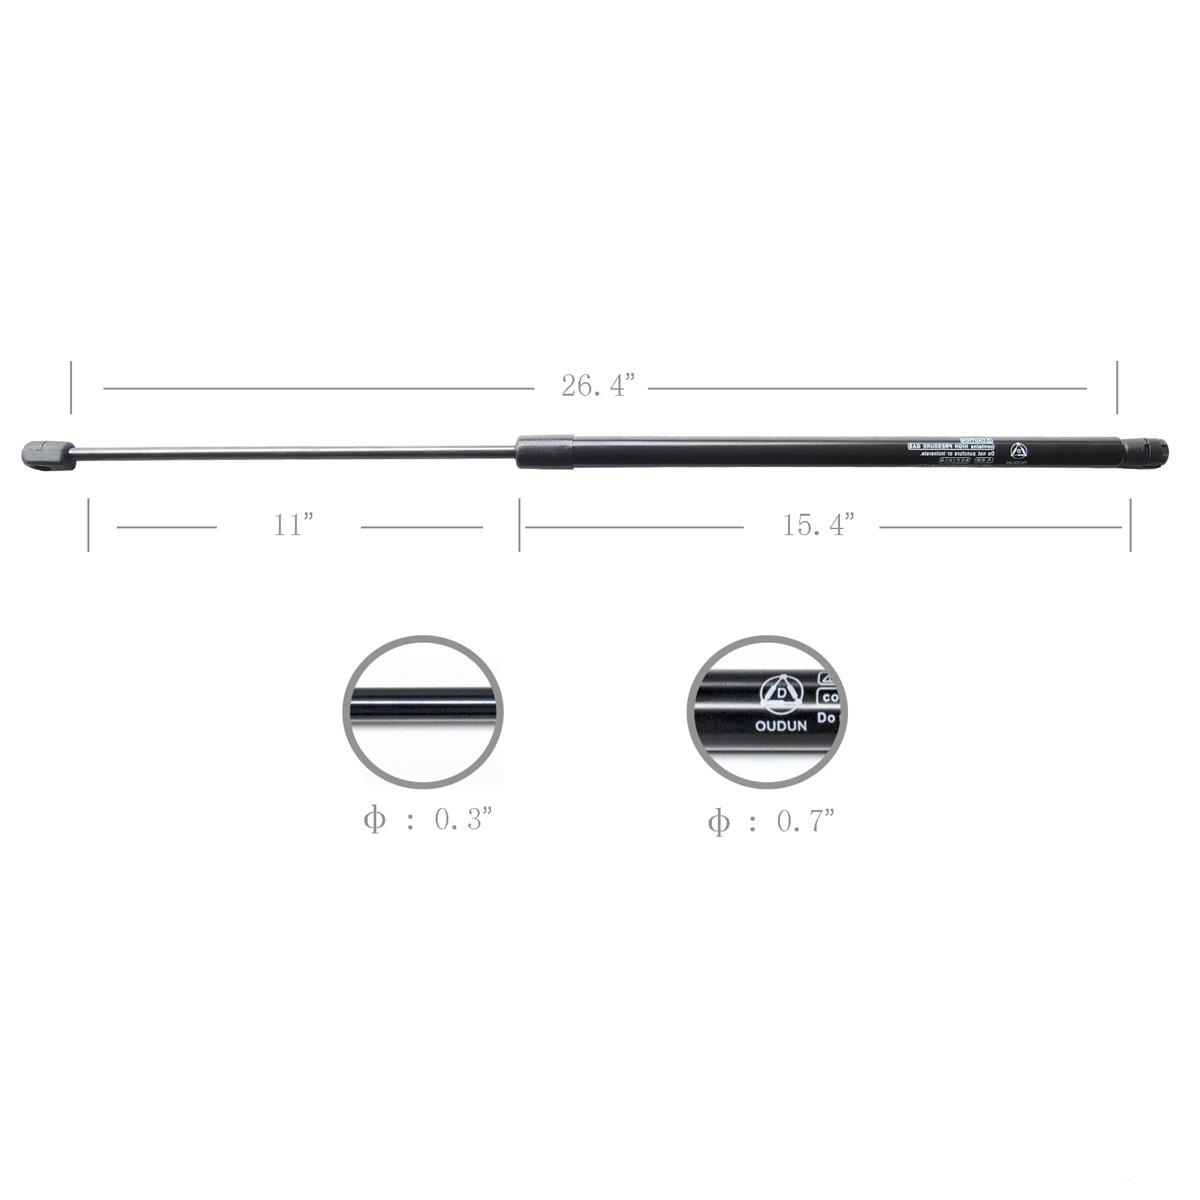 26.4”
CAUTION
contains HIGH PRESSURE GAS
Do not puncture or incinerate.
OUDUN
11”
15.4”
D
OUDUN
co
Do
ф : 0.3”
ф : 0.7”